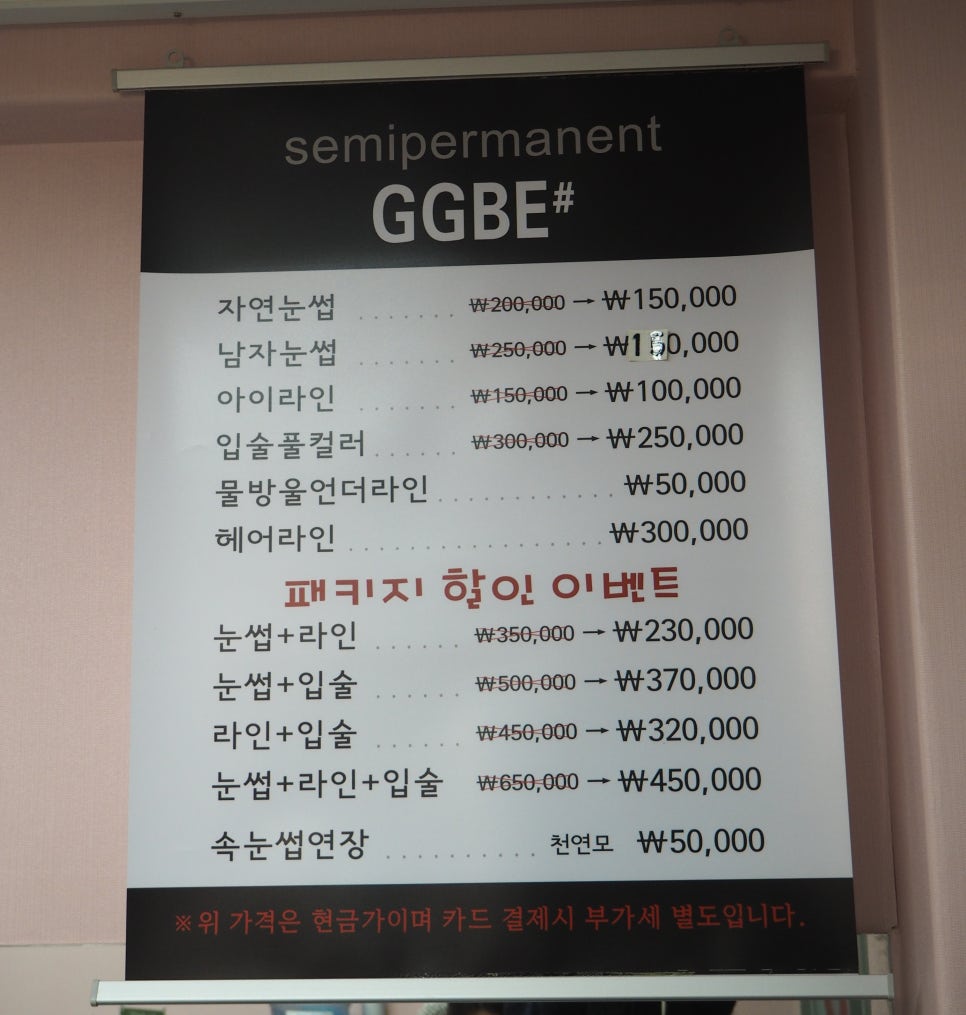 semipermanent
GGBE#
자연눈썹 ....... ₩200,000 → ₩150,000
남자눈썹 ....... ₩250,000 → ₩150,000
아이라인 ....... ₩150,000 → ₩100,000
입술풀컬러 ...... ₩300,000 → ₩250,000
물방울언더라인 ............. ₩50,000
헤어라인 ................... ₩300,000
패키지 할인 이벤트
눈썹+라인 ...... ₩350,000 → ₩230,000
눈썹+입술 ...... ₩500,000 → ₩370,000
라인+입술 ...... ₩450,000 → ₩320,000
눈썹+라인+입술 ₩650,000 → ₩450,000
속눈썹연장 .......... 천연모 ₩50,000
※위 가격은 현금가이며 카드 결제시 부가세 별도입니다.